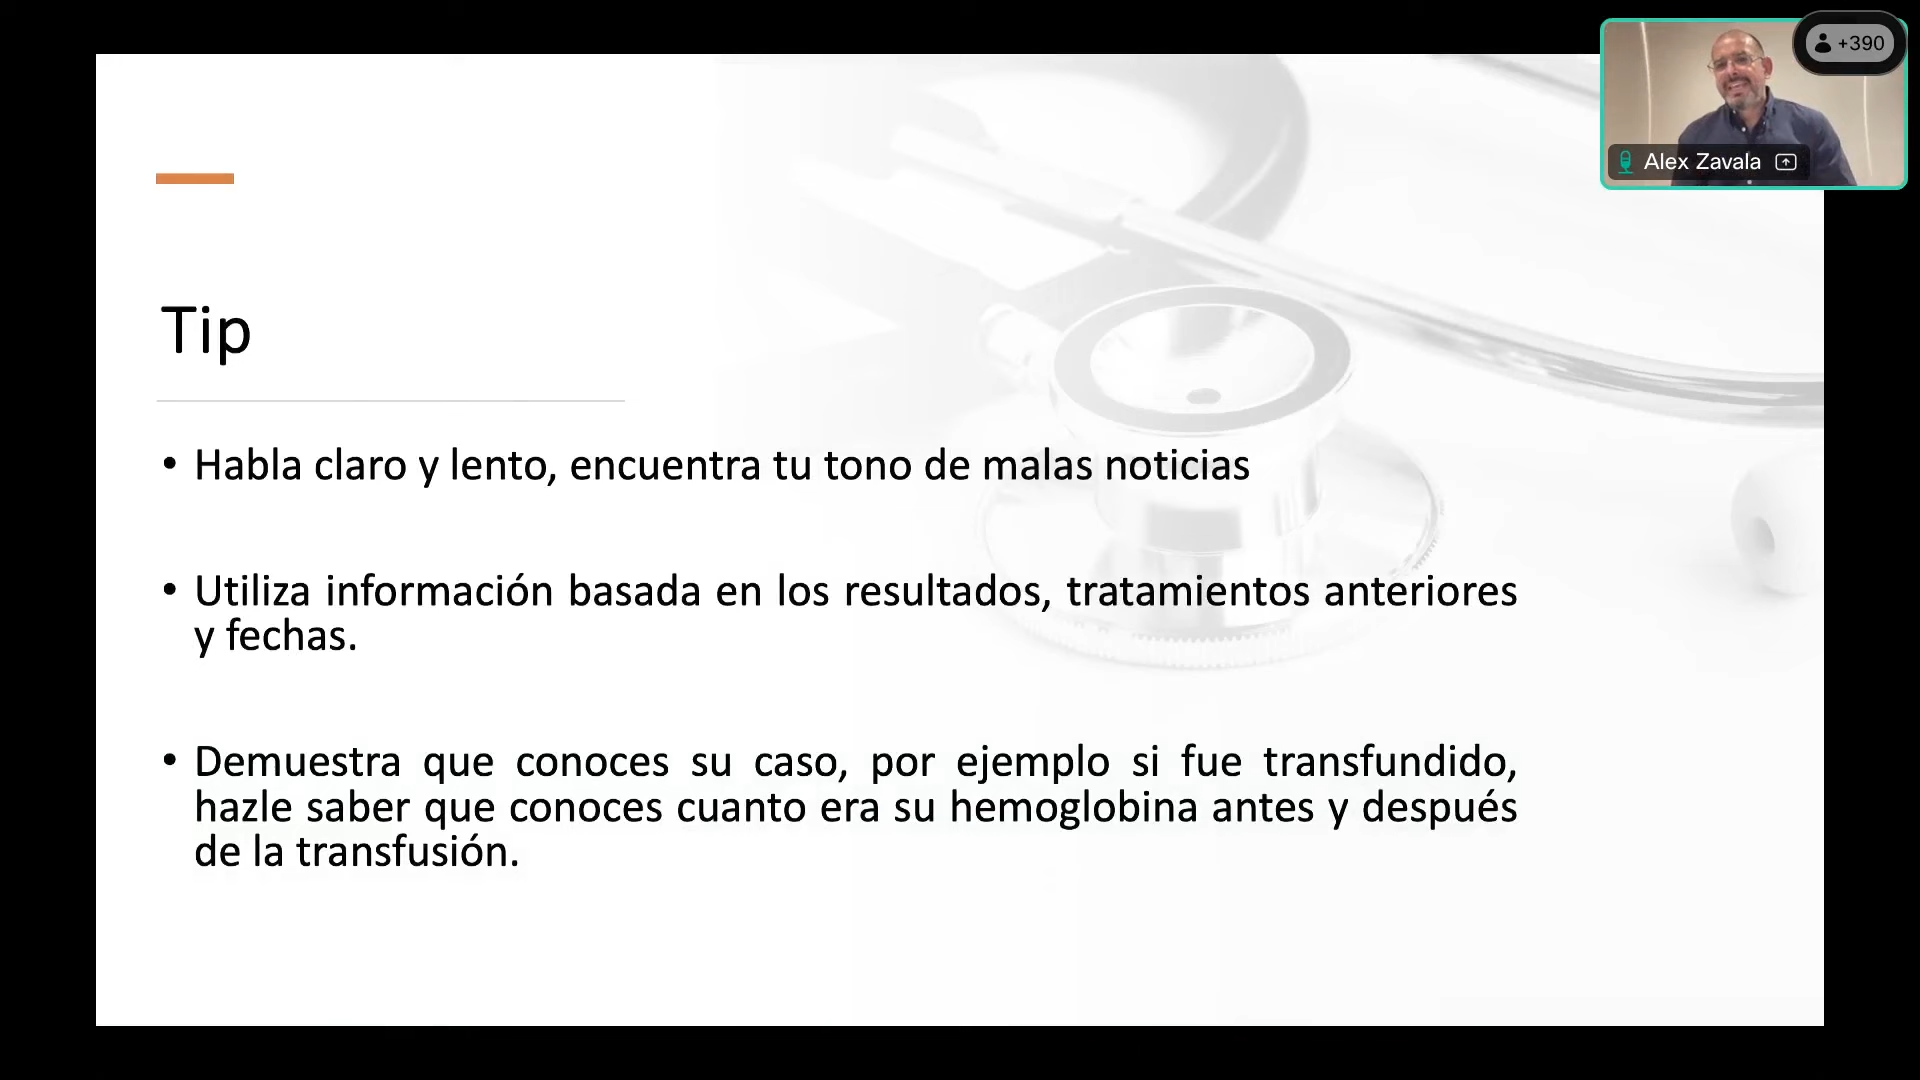 +390
Alex Zavala
Tip
• Habla claro y lento, encuentra tu tono de malas noticias
• Utiliza información basada en los resultados, tratamientos anteriores
y fechas.
• Demuestra que conoces su caso, por ejemplo si fue transfundido,
hazle saber que conoces cuanto era su hemoglobina antes y después
de la transfusión.